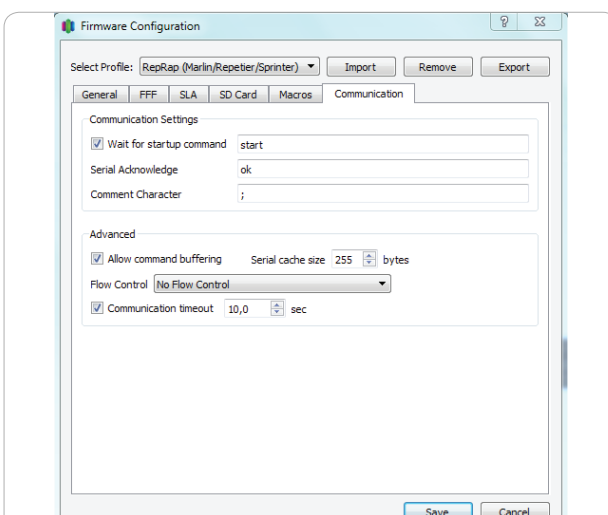 Firmware Configuration
Select Profile: RepRap (Marlin/Repetier/Sprinter) Import Remove Export
General FFF SLA SD Card Macros Communication
Communication Settings
Wait for startup command start
Serial Acknowledge ok
Comment Character ;
Advanced
Allow command buffering Serial cache size 255 bytes
Flow Control No Flow Control
Communication timeout 10,0 sec
Save Cancel